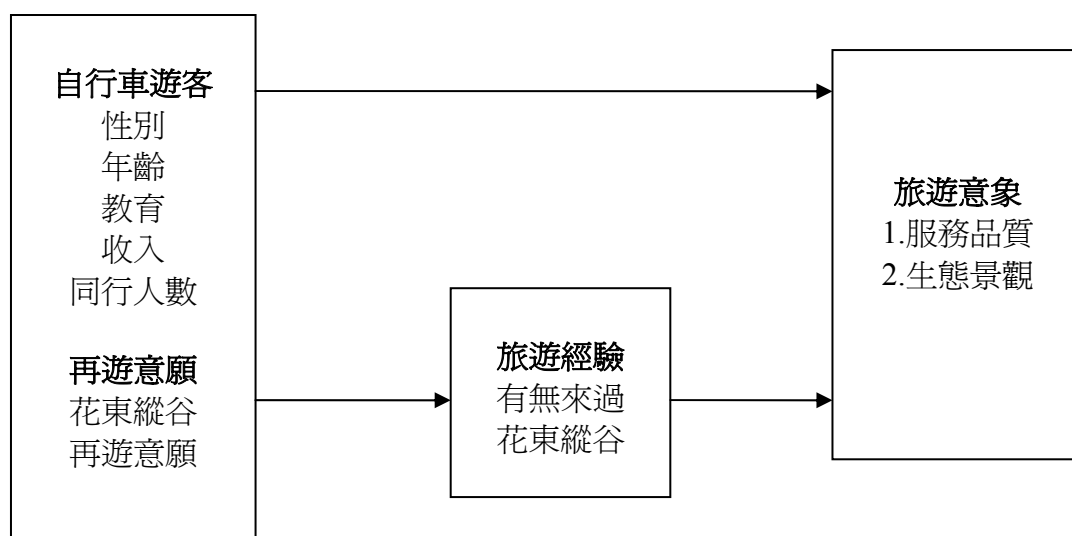 自行車遊客
性別
年齡
教育
收入
同行人數
再遊意願
花東縱谷
再遊意願
旅遊經驗
有無來過
花東縱谷
旅遊意象
1.服務品質
2.生態景觀